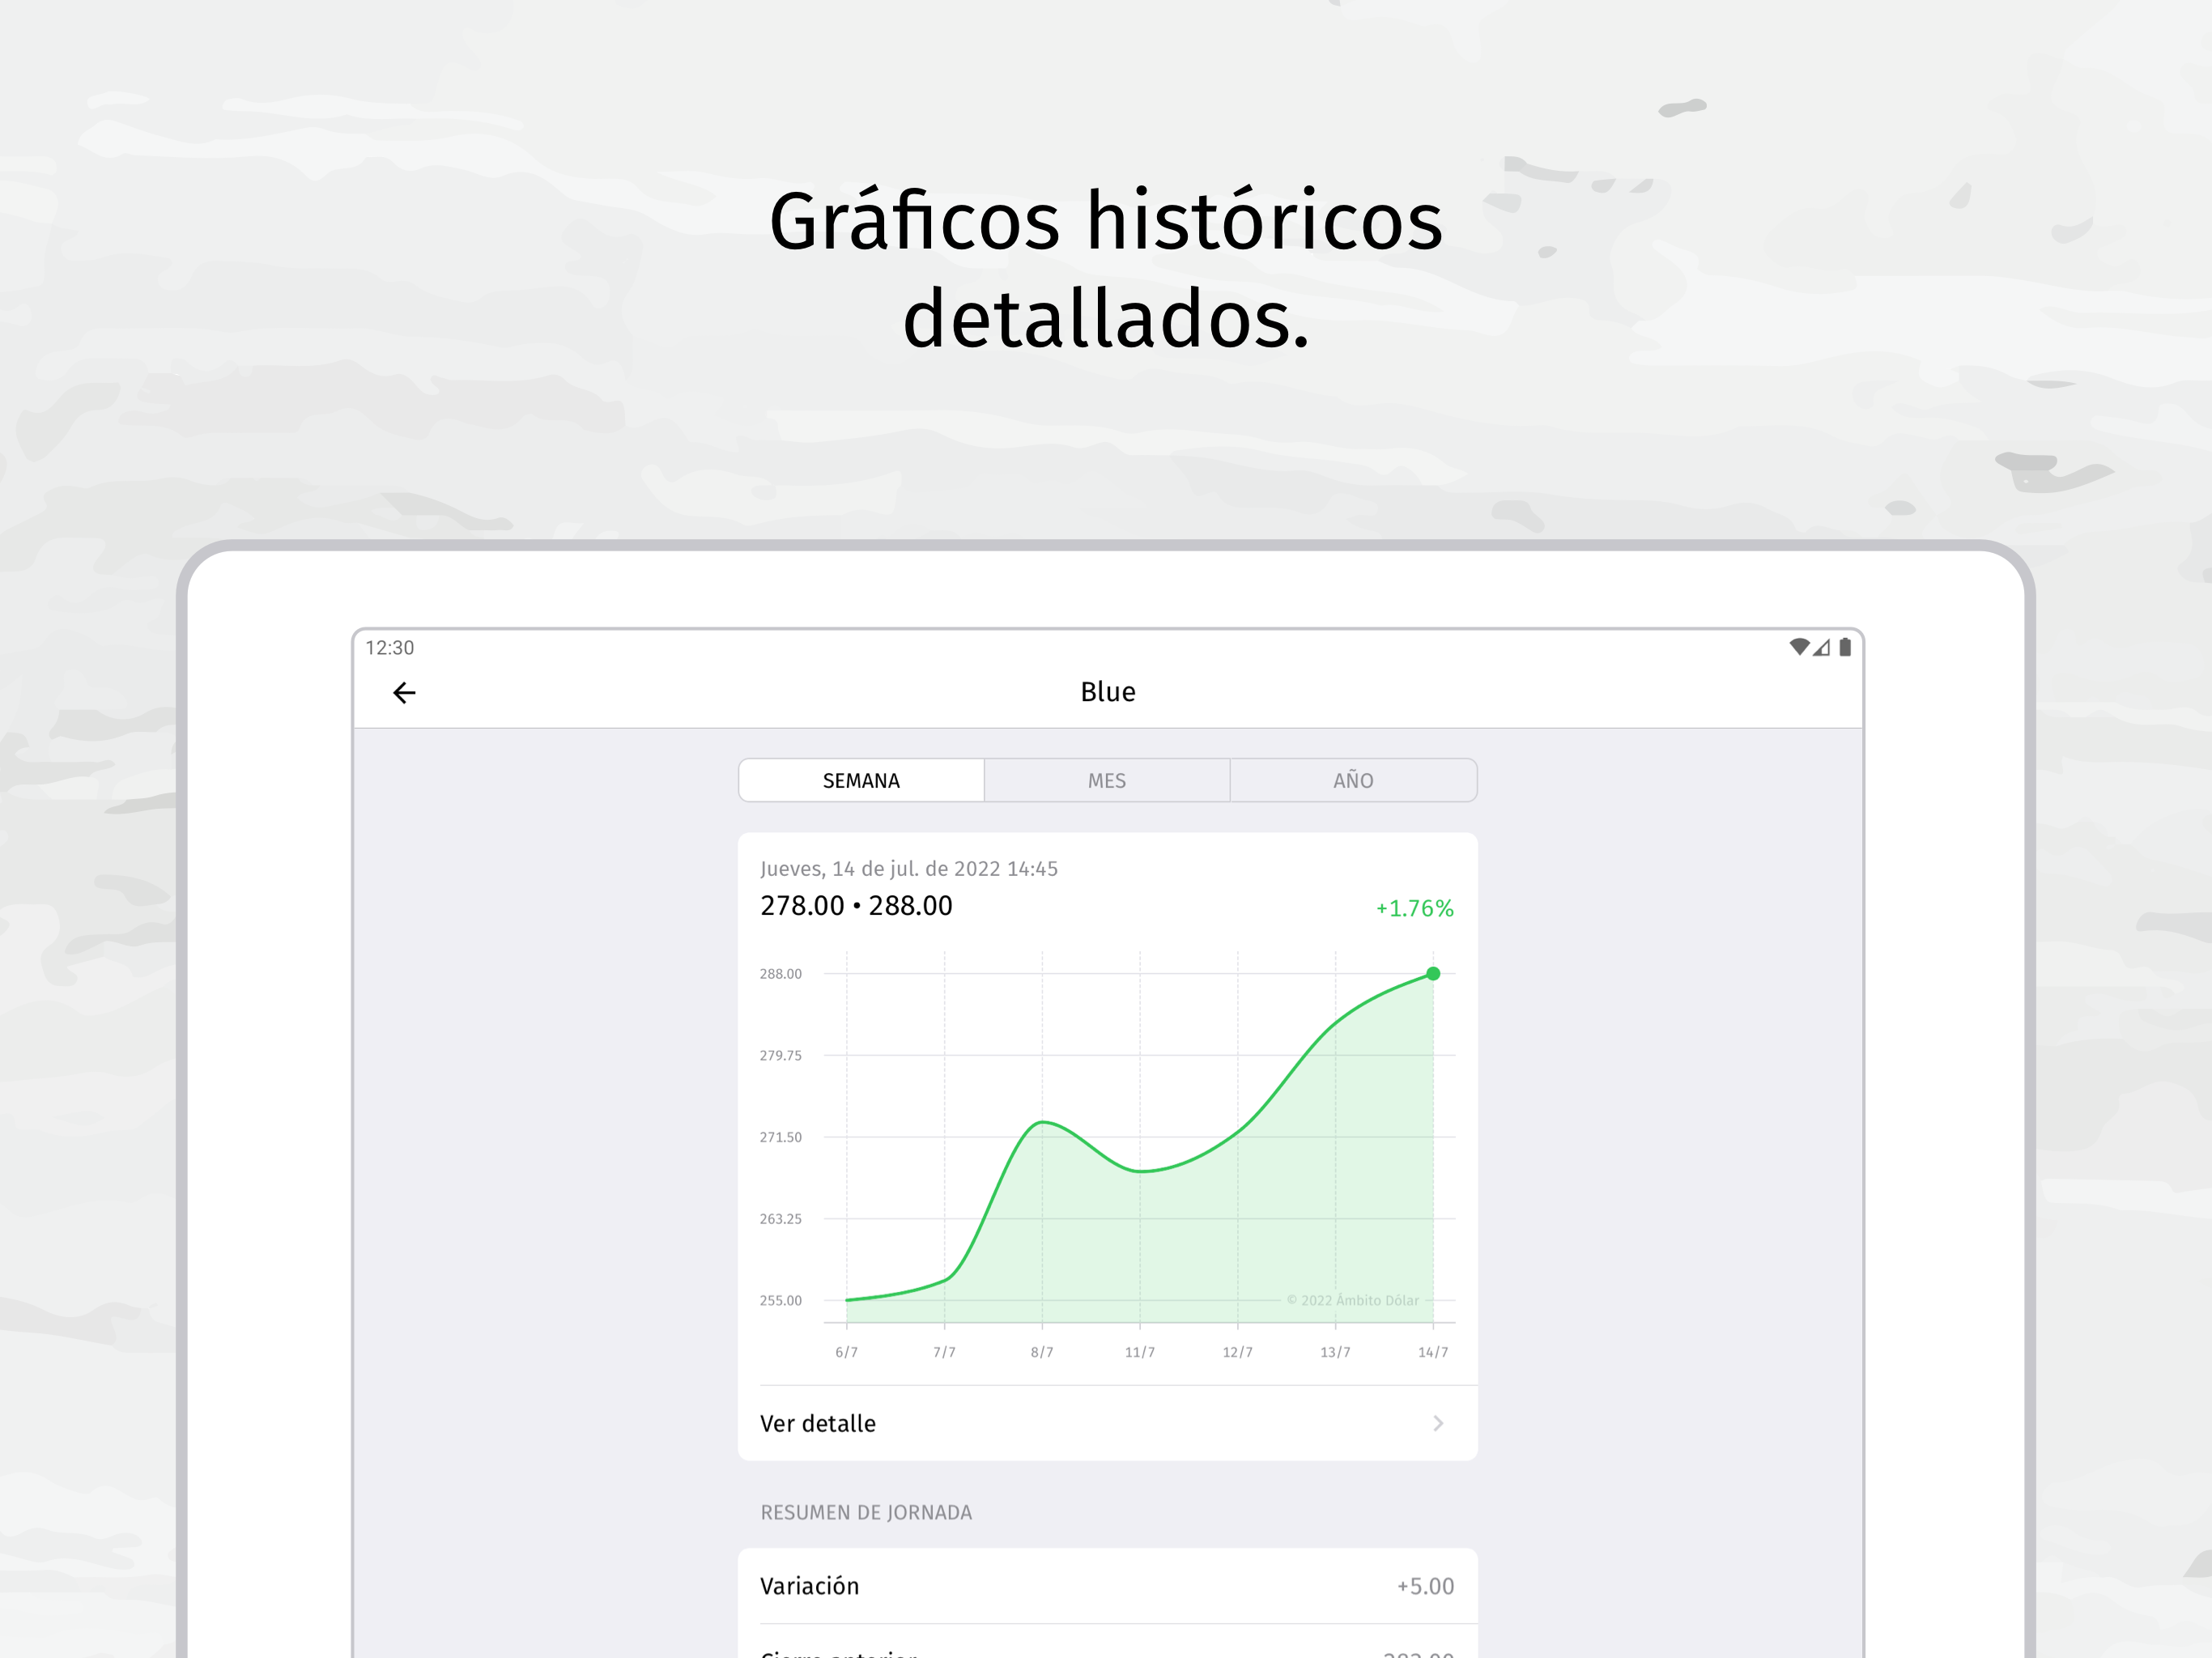 Gráficos históricos
detallados.
12:30
Blue
SEMANA MES AÑO
Jueves, 14 de jul. de 2022 14:45
278.00 • 288.00 +1.76%
288.00
279.75
271.50
263.25
255.00
© 2022 Ámbito Dólar
6/7 7/7 8/7 11/7 12/7 13/7 14/7
Ver detalle
RESUMEN DE JORNADA
Variación +5.00